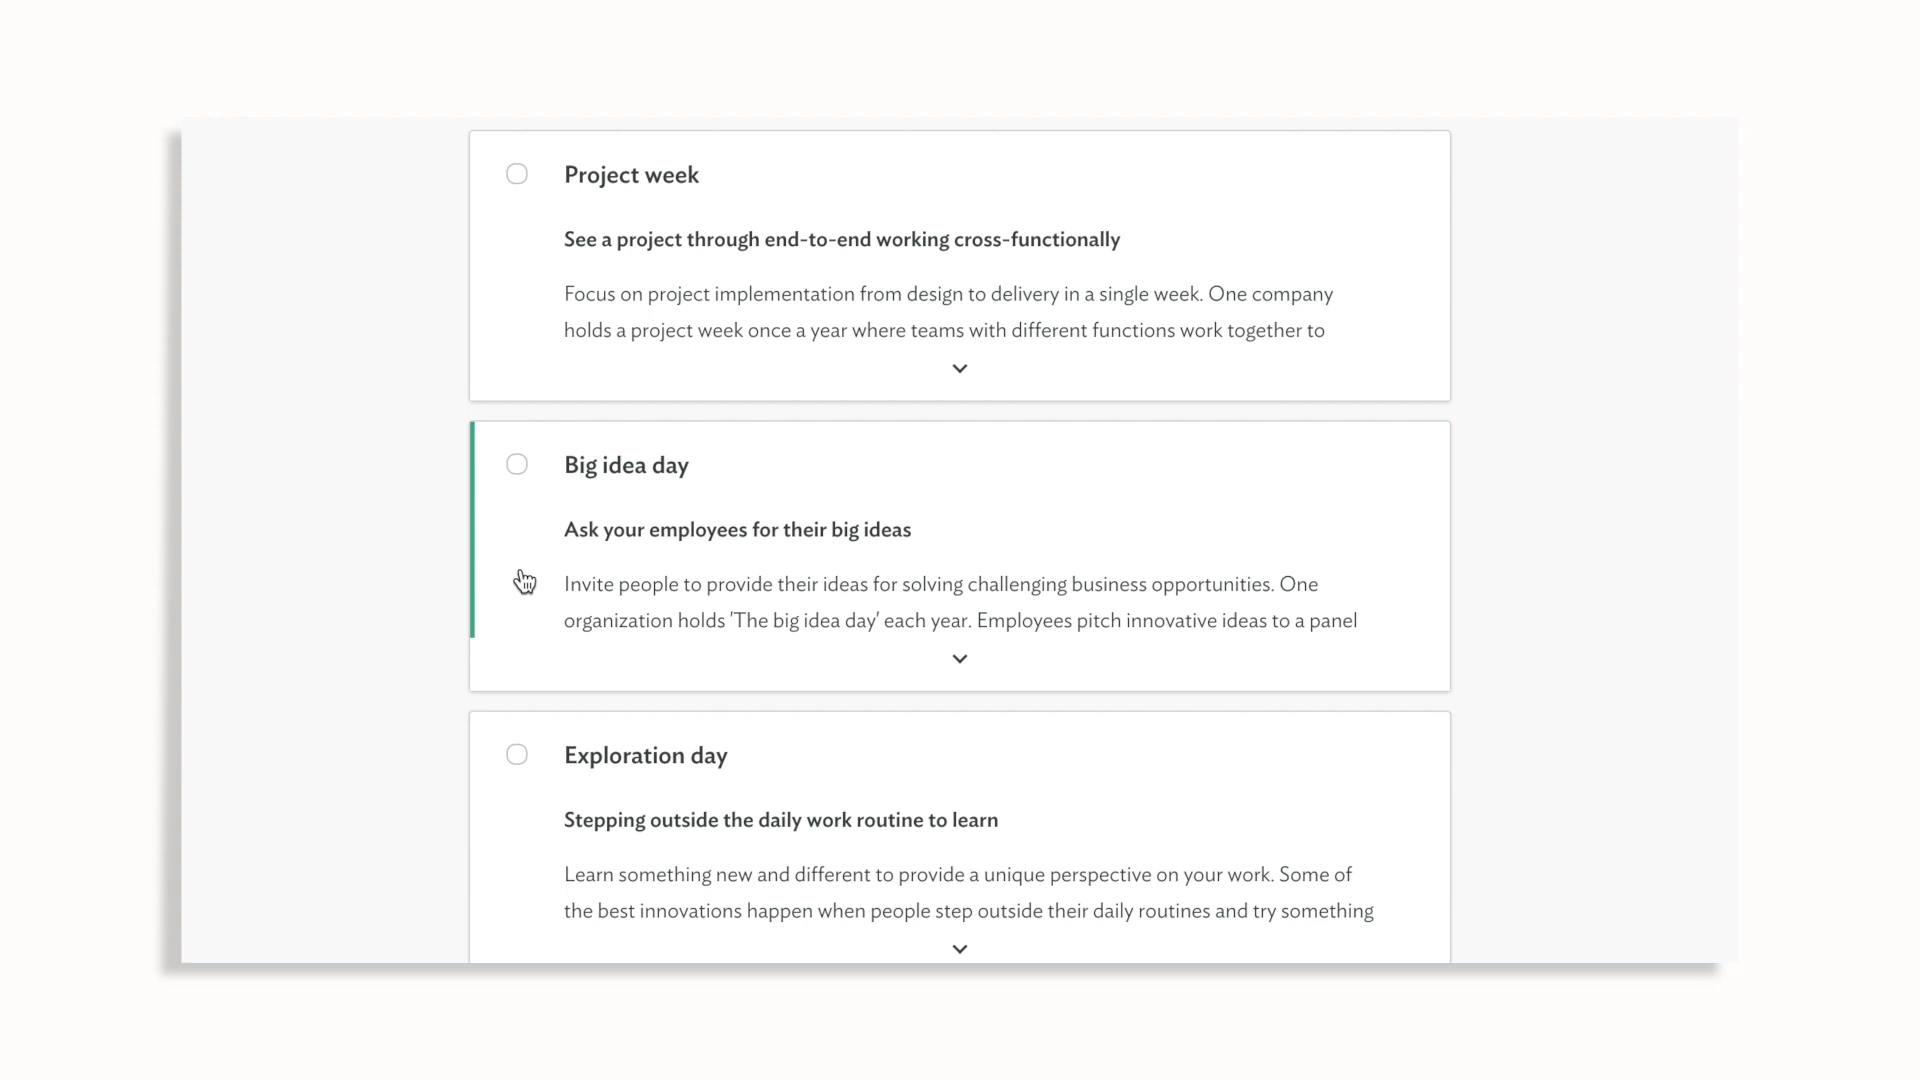 Project week
See a project through end-to-end working cross-functionally
Focus on project implementation from design to delivery in a single week. One company
holds a project week once a year where teams with different functions work together to
Big idea day
Ask your employees for their big ideas
Invite people to provide their ideas for solving challenging business opportunities. One
organization holds 'The big idea day' each year. Employees pitch innovative ideas to a panel
Exploration day
Stepping outside the daily work routine to learn
Learn something new and different to provide a unique perspective on your work. Some of
the best innovations happen when people step outside their daily routines and try something